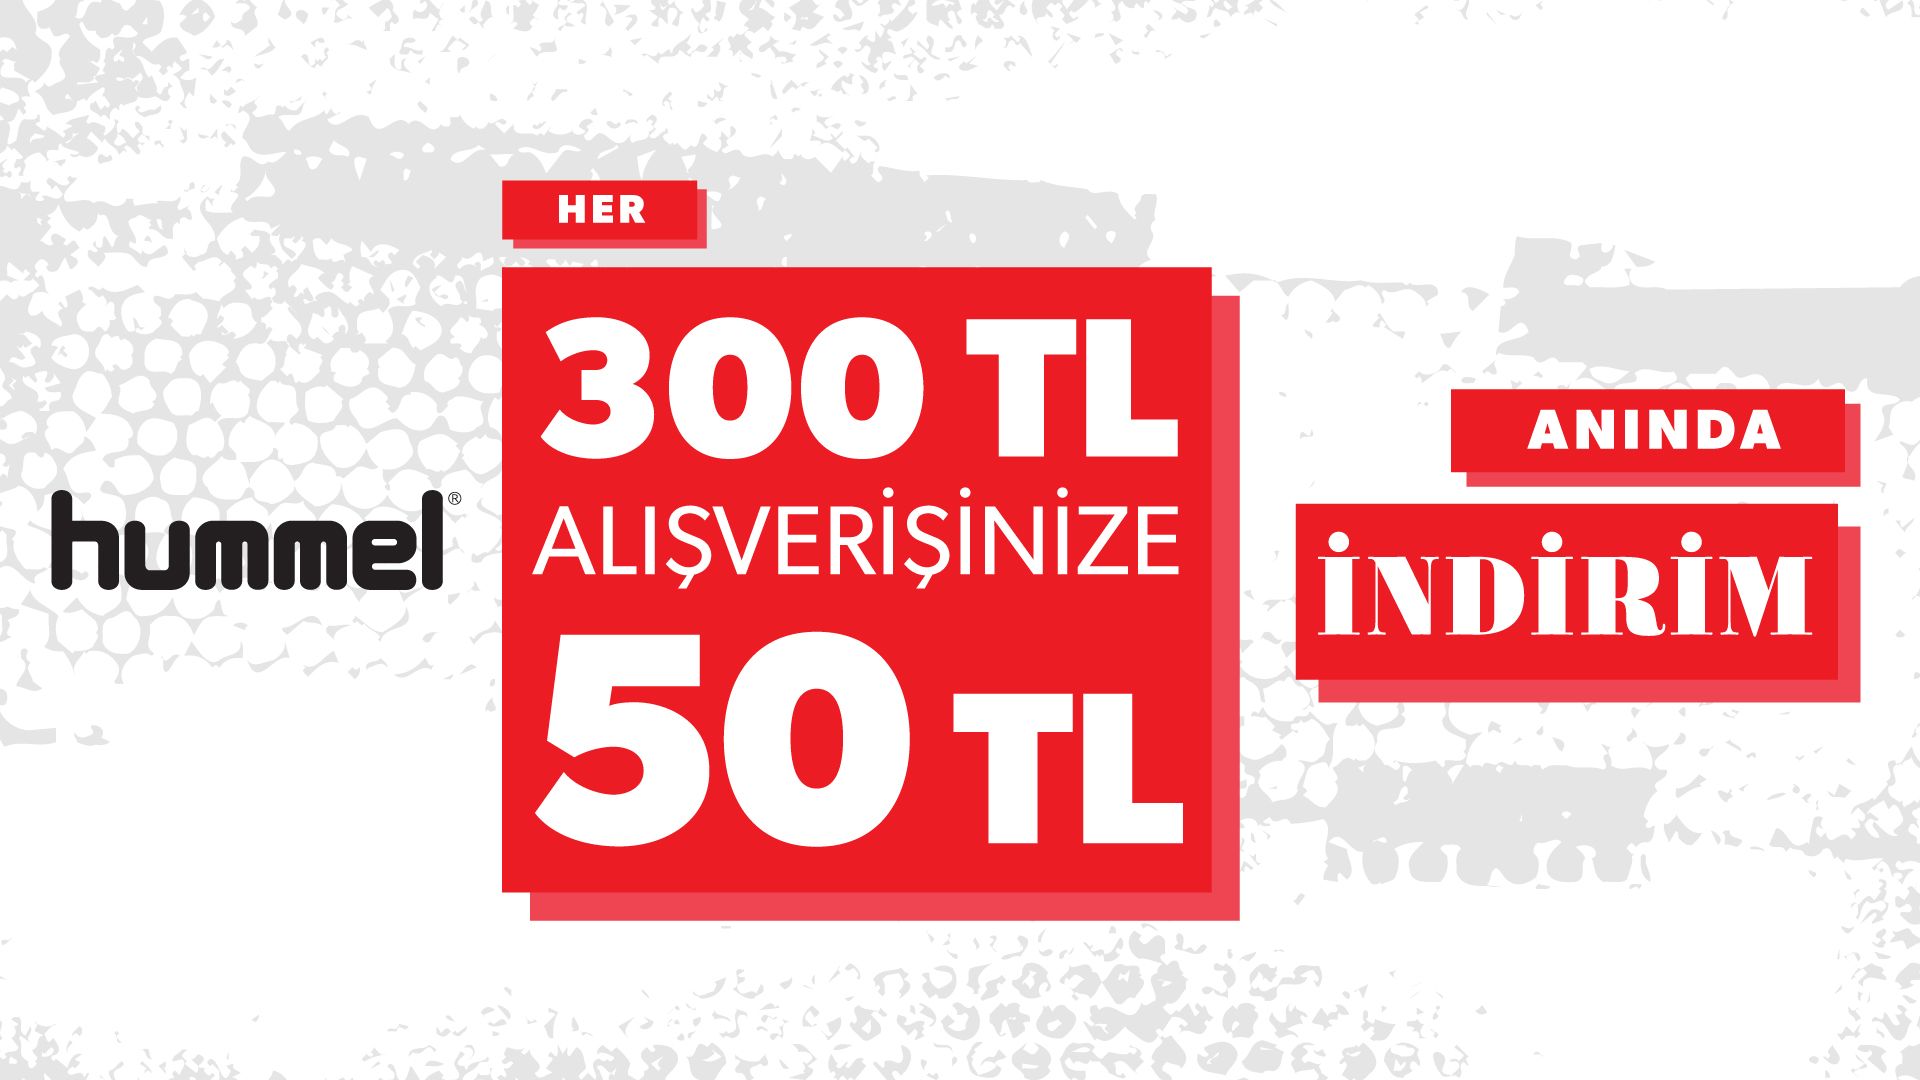 hummel®
HER
300 TL
ALIŞVERİŞİNİZE
50 TL
ANINDA
İNDİRİM